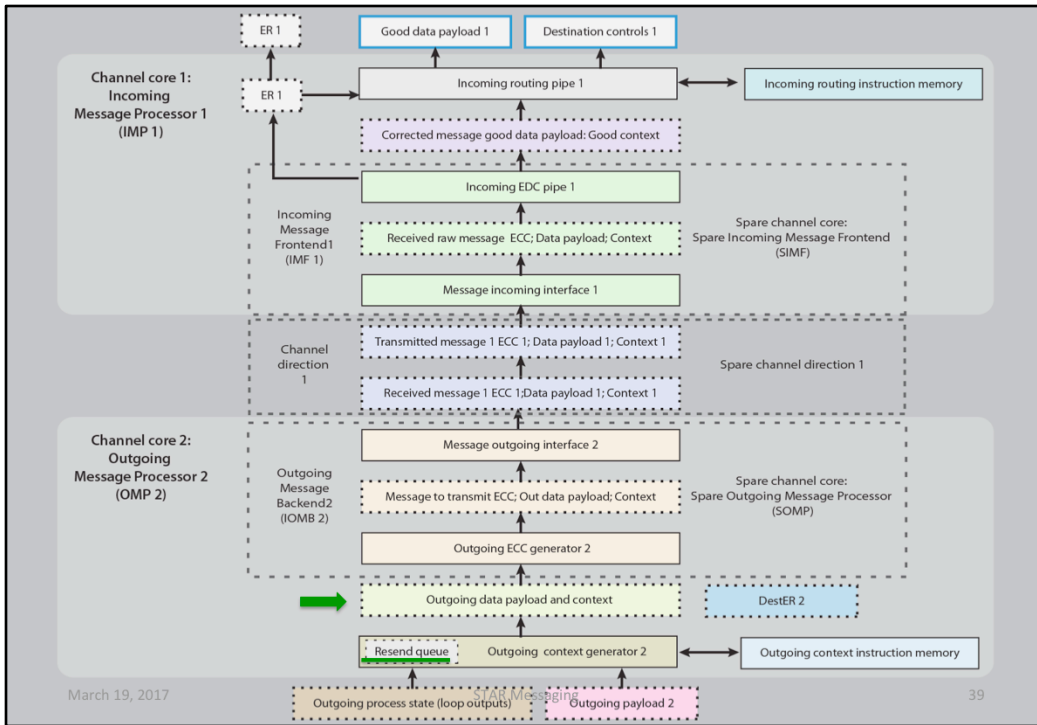 ER 1
Good data payload 1
Destination controls 1
Channel core 1:
Incoming
Message Processor 1
(IMP 1)
ER 1
Incoming routing pipe 1
Incoming routing instruction memory
Corrected message good data payload: Good context
Incoming EDC pipe 1
Incoming
Message
Frontend1
(IMF 1)
Received raw message ECC; Data payload; Context
Spare channel core:
Spare Incoming Message Frontend
(SIMF)
Message incoming interface 1
Channel
direction
1
Transmitted message 1 ECC 1; Data payload 1; Context 1
Spare channel direction 1
Received message 1 ECC 1;Data payload 1; Context 1
Channel core 2:
Outgoing
Message Processor 2
(OMP 2)
Message outgoing interface 2
Outgoing
Message
Backend2
(IOMB 2)
Message to transmit ECC; Out data payload; Context
Spare channel core:
Spare Outgoing Message Processor
(SOMP)
Outgoing ECC generator 2
Outgoing data payload and context
DestER 2
Resend queue
Outgoing context generator 2
Outgoing context instruction memory
March 19, 2017
STAR Messaging
39
Outgoing process state (loop outputs)
Outgoing payload 2